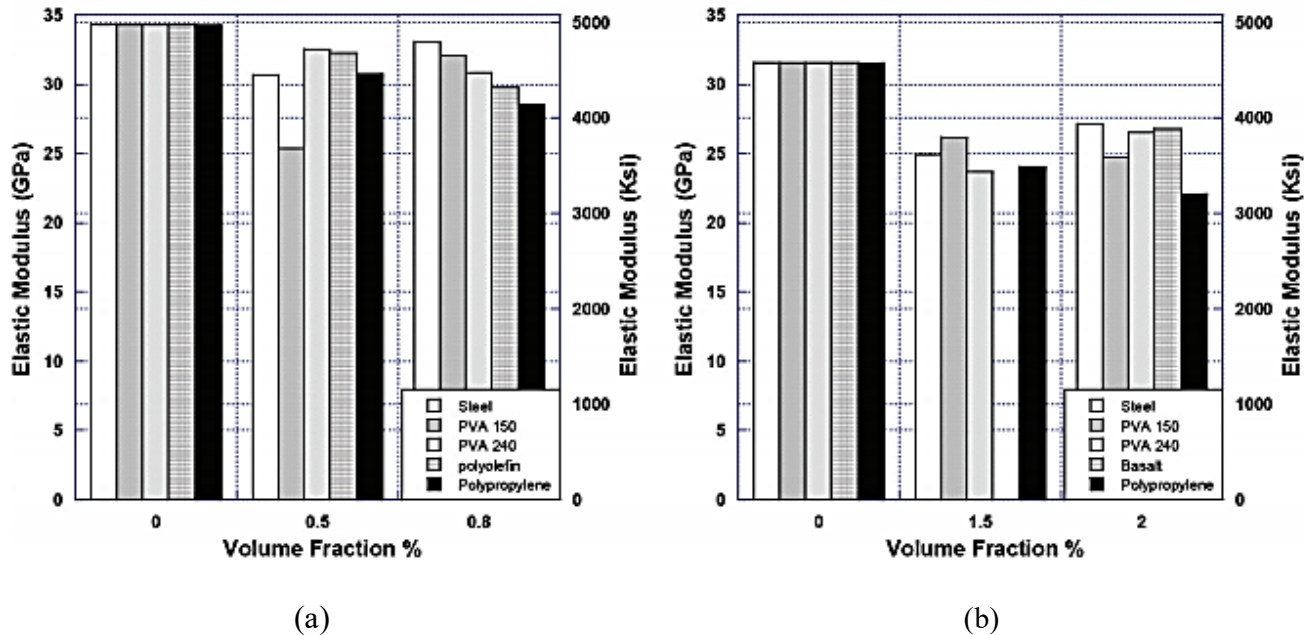 35
30
25
20
15
10
5
0
Elastic Modulus (GPa)
5000
4000
3000
2000
1000
0
Elastic Modulus (Ksi)
Steel
PVA 150
PVA 240
polyolefin
Polypropylene
0 0.5 0.8
Volume Fraction %
(a)
35
30
25
20
15
10
5
0
Elastic Modulus (GPa)
5000
4000
3000
2000
1000
0
Elastic Modulus (Ksi)
Steel
PVA 150
PVA 240
Basalt
Polypropylene
0 1.5 2
Volume Fraction %
(b)